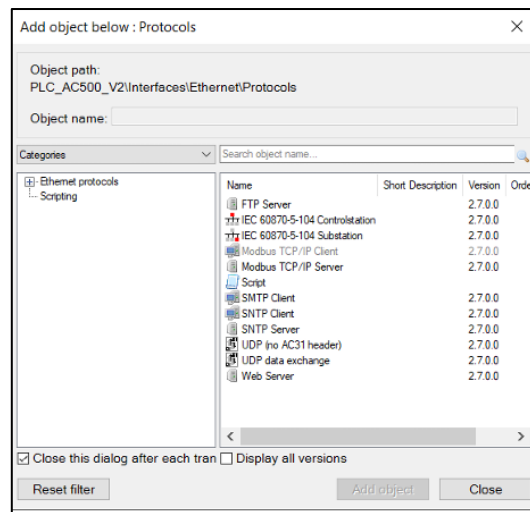 Add object below : Protocols
Object path:
PLC_AC500_V2\Interfaces\Ethernet\Protocols
Object name:
Categories
Search object name...
Ethernet protocols
Scripting
Name Short Description Version Orde
FTP Server 2.7.0.0
IEC 60870-5-104 Controlstation 2.7.0.0
IEC 60870-5-104 Substation 2.7.0.0
Modbus TCP/IP Client 2.7.0.0
Modbus TCP/IP Server 2.7.0.0
Script
SMTP Client 2.7.0.0
SNTP Client 2.7.0.0
SNTP Server 2.7.0.0
UDP (no AC31 header) 2.7.0.0
UDP data exchange 2.7.0.0
Web Server 2.7.0.0
Close this dialog after each tran Display all versions
Reset filter Add object Close